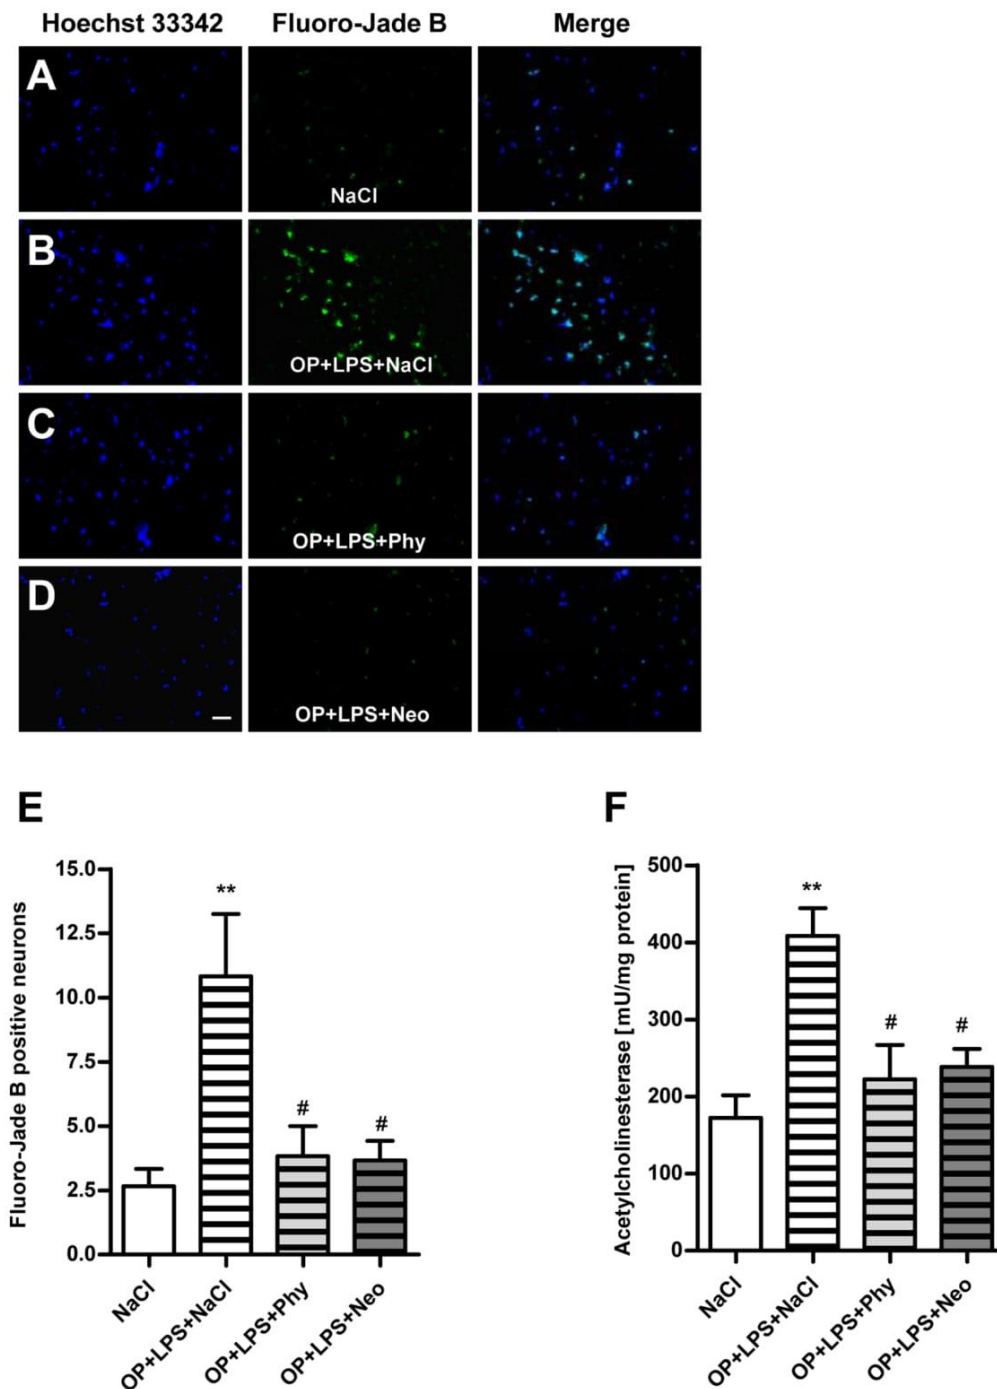 Hoechst 33342 Fluoro-Jade B Merge
A
NaCl
B
OP+LPS+NaCl
C
OP+LPS+Phy
D
OP+LPS+Neo
E
Fluoro-Jade B positive neurons
15.0
12.5
10.0
7.5
5.0
2.5
0.0
**
#
#
NaCl
OP+LPS+NaCl
OP+LPS+Phy
OP+LPS+Neo
F
Acetylcholinesterase [mU/mg protein]
500
400
300
200
100
0
**
#
#
NaCl
OP+LPS+NaCl
OP+LPS+Phy
OP+LPS+Neo